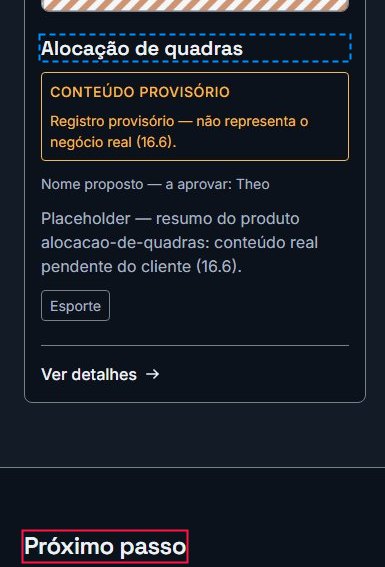 Alocação de quadras
CONTEÚDO PROVISÓRIO
Registro provisório — não representa o
negócio real (16.6).
Nome proposto — a aprovar: Theo
Placeholder — resumo do produto
alocacao-de-quadras: conteúdo real
pendente do cliente (16.6).
Esporte
Ver detalhes →
Próximo passo